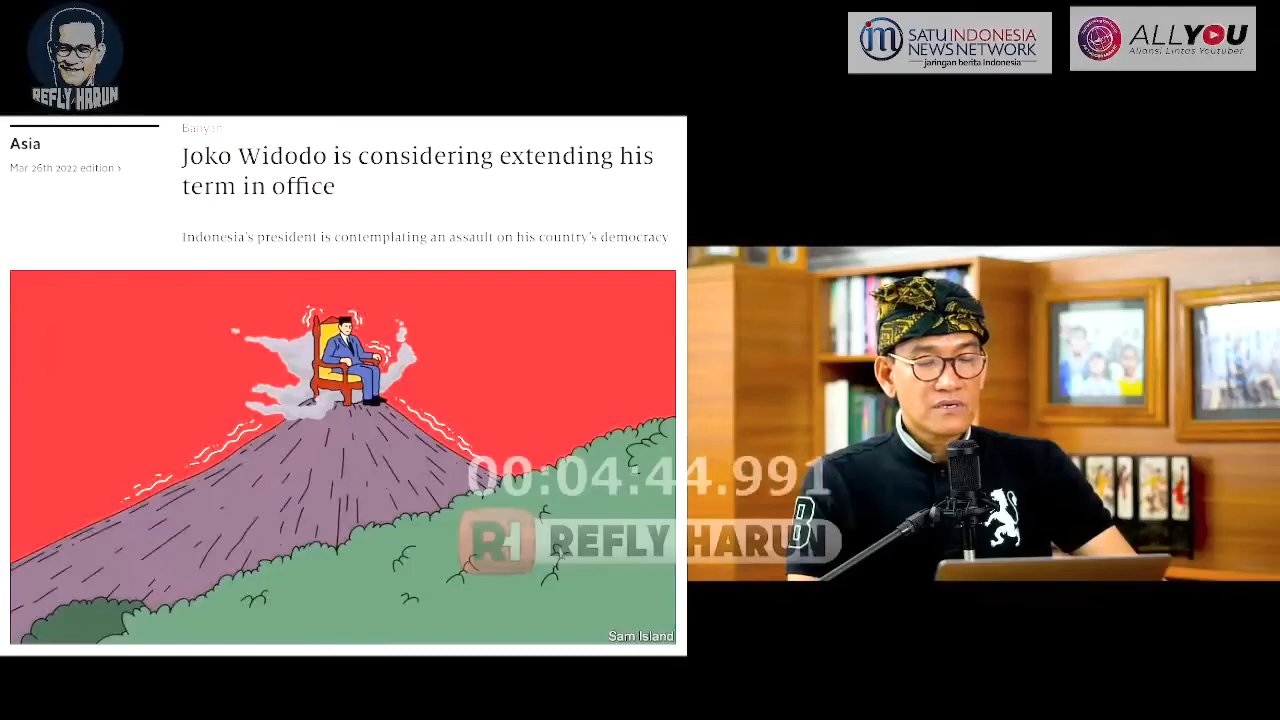 REFLY HARUN
SATU INDONESIA
NEWS NETWORK
jaringan berita Indonesia
ALLYOU
Aliansi Lintas Youtuber
Banyan
Asia
Mar 26th 2022 edition ›
Joko Widodo is considering extending his
term in office
Indonesia's president is contemplating an assault on his country's democracy
00:04:44.991
RH REFLY HARUN
B
Sam Island